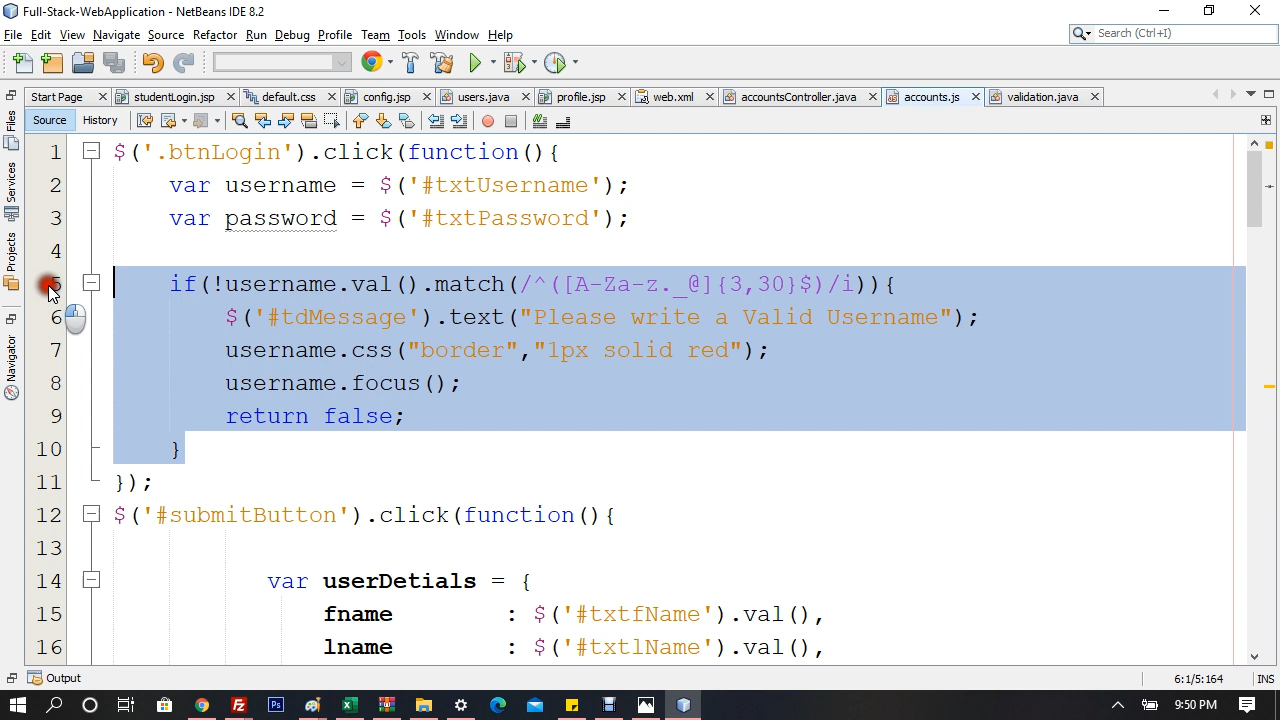 Full-Stack-WebApplication - NetBeans IDE 8.2
File Edit View Navigate Source Refactor Run Debug Profile Team Tools Window Help
Search (Ctrl+I)
Start Page studentLogin.jsp default.css config.jsp users.java profile.jsp web.xml accountsController.java accounts.js validation.java
Source History
Files
Services
Projects
Navigator
1 $('.btnLogin').click(function(){
2 var username = $('#txtUsername');
3 var password = $('#txtPassword');
4
5 if(!username.val().match(/^([A-Za-z._@]{3,30}$)/i)){
6 $('#tdMessage').text("Please write a Valid Username");
7 username.css("border","1px solid red");
8 username.focus();
9 return false;
10 }
11 });
12 $('#submitButton').click(function(){
13
14 var userDetials = {
15 fname : $('#txtfName').val(),
16 lname : $('#txtlName').val(),
Output
6:1/5:164 INS
9:50 PM